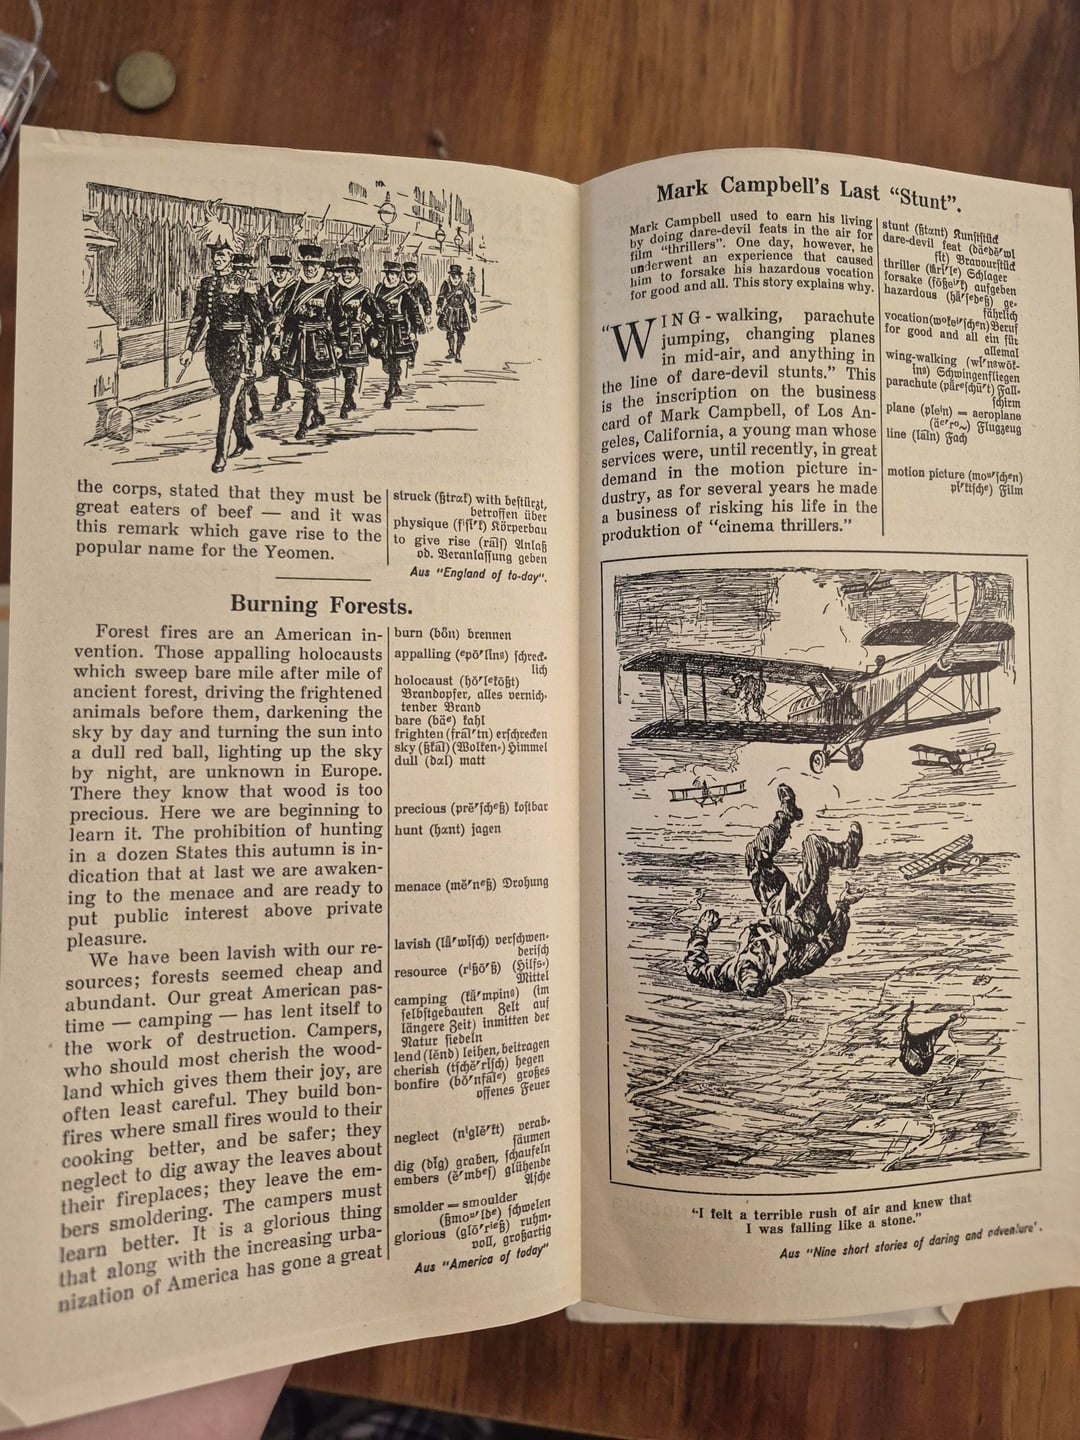 the corps, stated that they must be
great eaters of beef — and it was
this remark which gave rise to the
popular name for the Yeomen.
struck (ßtrɑf) with bestürzt,
betroffen über
physique (fⁱſī′f) Körperbau
to give rise (rāiſ) Anlaß
ob. Veranlassung geben
Aus "England of to-day".
Burning Forests.
Forest fires are an American in-
vention. Those appalling holocausts
which sweep bare mile after mile of
ancient forest, driving the frightened
animals before them, darkening the
sky by day and turning the sun into
a dull red ball, lighting up the sky
by night, are unknown in Europe.
There they know that wood is too
precious. Here we are beginning to
learn it. The prohibition of hunting
in a dozen States this autumn is in-
dication that at last we are awaken-
ing to the menace and are ready to
put public interest above private
pleasure.
We have been lavish with our re-
sources; forests seemed cheap and
abundant. Our great American pas-
time — camping — has lent itself to
the work of destruction. Campers,
who should most cherish the wood-
land which gives them their joy, are
often least careful. They build bon-
fires where small fires would to their
cooking better, and be safer; they
neglect to dig away the leaves about
their fireplaces; they leave the em-
bers smoldering. The campers must
learn better. It is a glorious thing
that along with the increasing urba-
nization of America has gone a great
burn (bȫn) brennen
appalling schreck-
lich
holocaust
Brandopfer, alles vernich-
tender Brand
bare (bäᵉ) kahl
frighten erschrecken
sky (Wolken-) Himmel
dull (bɑl) matt
precious kostbar
hunt (hɑnt) jagen
menace Drohung
lavish verschwen-
derisch
resource (Hilfs-)
Mittel
camping (im
selbstgebauten Zelt auf
längere Zeit) inmitten der
Natur siedeln
lend (lĕnd) leihen, beitragen
cherish hegen
bonfire großes
offenes Feuer
neglect verab-
säumen
dig (dĭg) graben, schaufeln
embers glühende
Asche
smolder = smoulder
schwelen
glorious ruhm-
voll, großartig
Aus "America of today"
Mark Campbell's Last "Stunt".
Mark Campbell used to earn his living
by doing dare-devil feats in the air for
film "thrillers". One day, however, he
underwent an experience that caused
him to forsake his hazardous vocation
for good and all. This story explains why.
"WING-walking, parachute
jumping, changing planes
in mid-air, and anything in
the line of dare-devil stunts." This
is the inscription on the business
card of Mark Campbell, of Los An-
geles, California, a young man whose
services were, until recently, in great
demand in the motion picture in-
dustry, as for several years he made
a business of risking his life in the
produktion of "cinema thrillers."
stunt (ßtɑnt) Kunststück
dare-devil feat
Bravourstück
thriller Schlager
forsake aufgeben
hazardous ge-
fährlich
vocation Beruf
for good and all ein für
allemal
wing-walking
Schwingenfliegen
parachute Fall-
schirm
plane (pleⁱn) = aeroplane
Flugzeug
line (lāin) Fach
motion picture
Film
"I felt a terrible rush of air and knew that
I was falling like a stone."
Aus "Nine short stories of daring and adventure'.